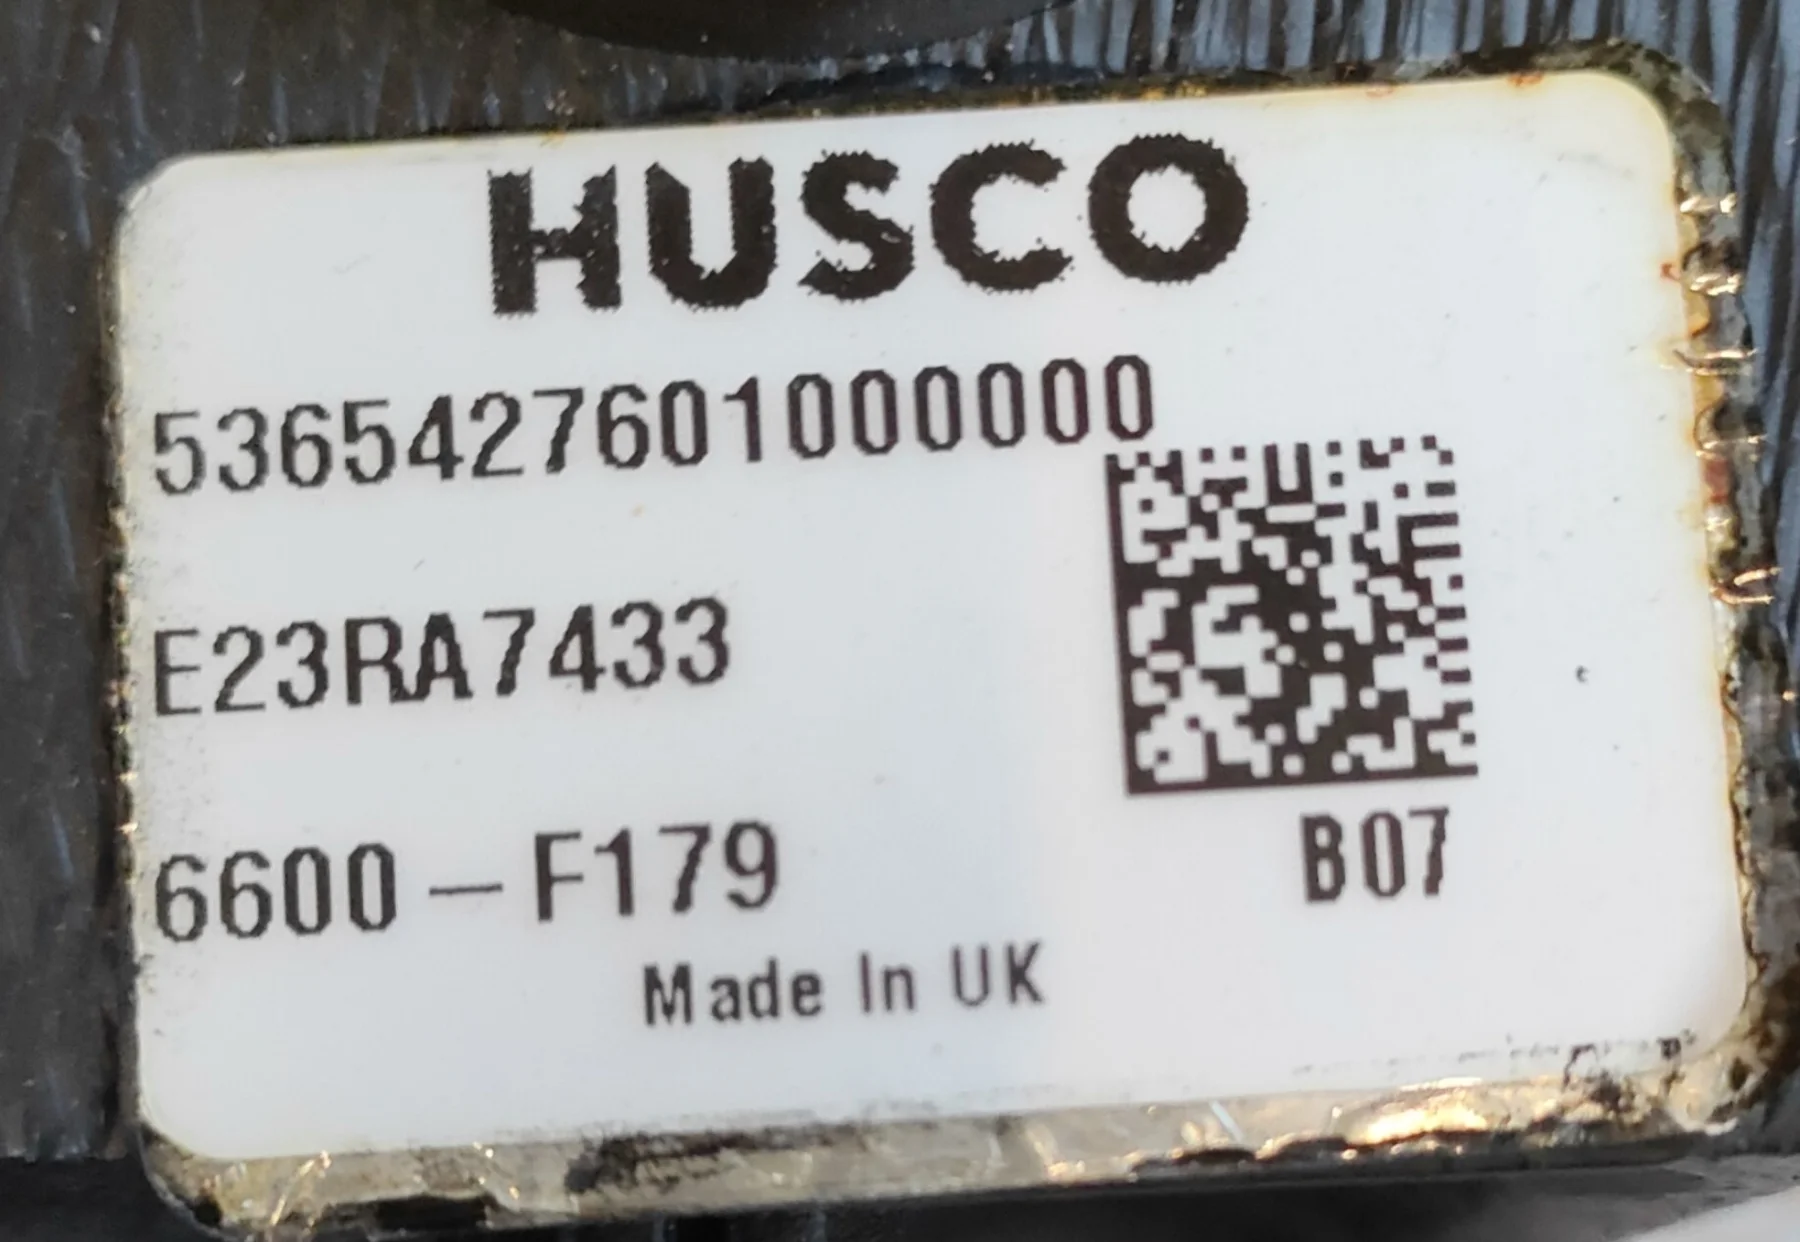 HUSCO
5365427601000000
E23RA7433
6600-F179
B07
Made In UK